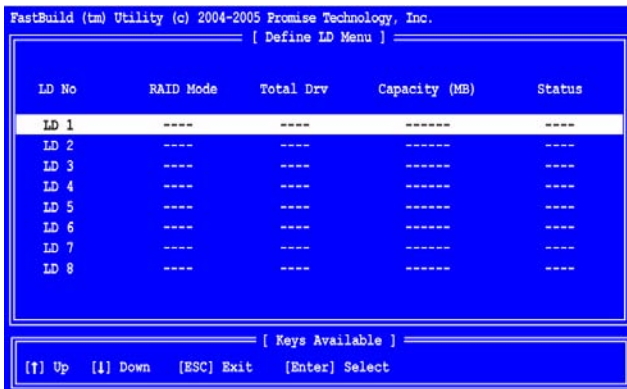 FastBuild (tm) Utility (c) 2004-2005 Promise Technology, Inc.
[ Define LD Menu ]
LD No RAID Mode Total Drv Capacity (MB) Status
LD 1 ---- ---- ------ ----
LD 2 ---- ---- ------ ----
LD 3 ---- ---- ------ ----
LD 4 ---- ---- ------ ----
LD 5 ---- ---- ------ ----
LD 6 ---- ---- ------ ----
LD 7 ---- ---- ------ ----
LD 8 ---- ---- ------ ----
[ Keys Available ]
[↑] Up [↓] Down [ESC] Exit [Enter] Select